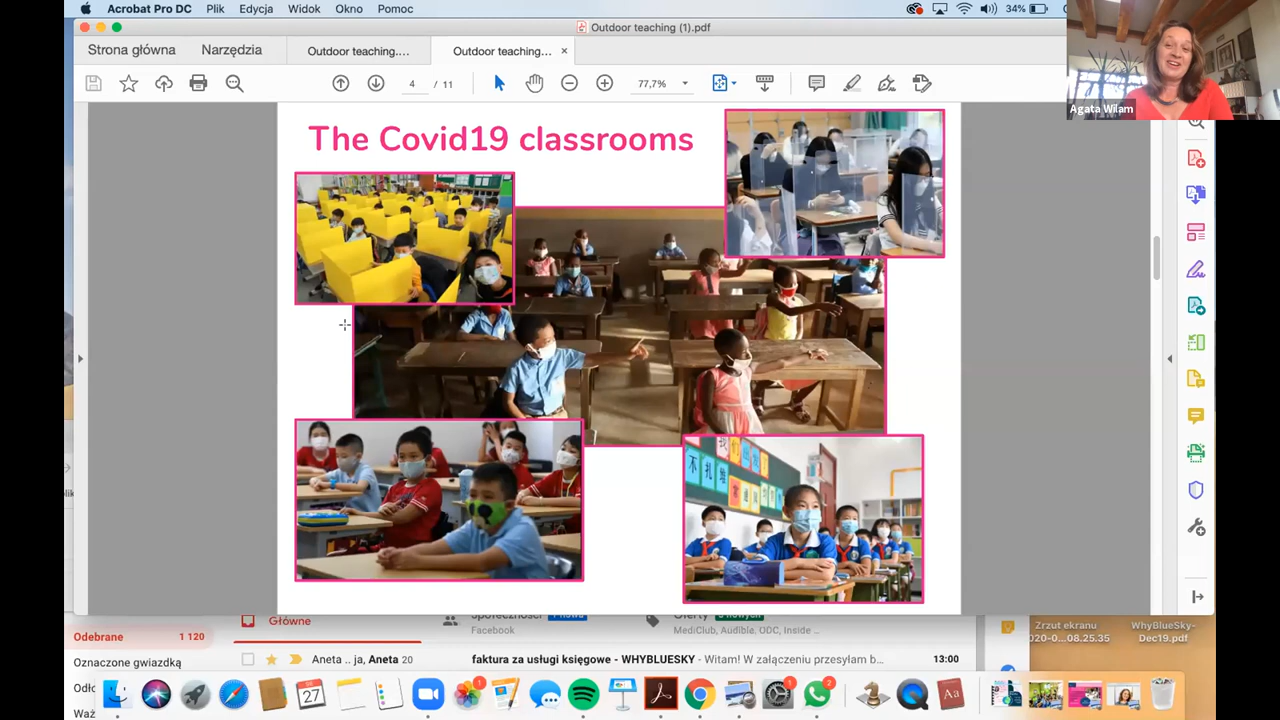 Acrobat Pro DC Plik Edycja Widok Okno Pomoc 34%
Outdoor teaching (1).pdf
Agata Wilam
Strona główna Narzędzia Outdoor teaching.... Outdoor teaching... ×
4 / 11 77,7%
The Covid19 classrooms
Główne
Facebook
MediClub, Audible, ODC, Inside ...
Odebrane 1 120
Oznaczone gwiazdką
Aneta .. ja, Aneta 20 faktura za usługi księgowe - WHYBLUESKY - Witam! W załączeniu przesyłam b... 13:00
Zrzut ekranu
2020-0...08.25.35
WhyBlueSky-
Dec19.pdf
27
Aa